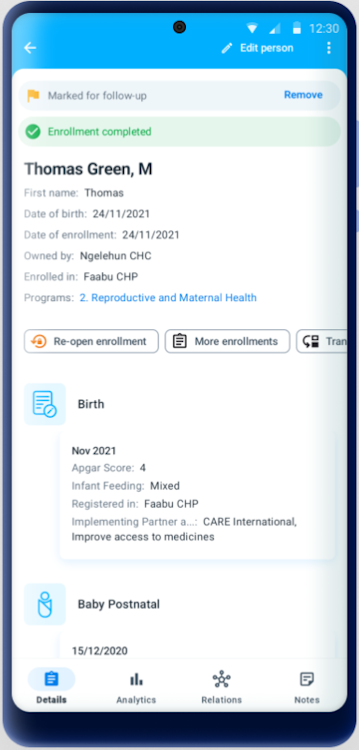 12:30
Edit person
Marked for follow-up Remove
Enrollment completed
Thomas Green, M
First name: Thomas
Date of birth: 24/11/2021
Date of enrollment: 24/11/2021
Owned by: Ngelehun CHC
Enrolled in: Faabu CHP
Programs: 2. Reproductive and Maternal Health
Re-open enrollment More enrollments Tran
Birth
Nov 2021
Apgar Score: 4
Infant Feeding: Mixed
Registered in: Faabu CHP
Implementing Partner a...: CARE International,
Improve access to medicines
Baby Postnatal
15/12/2020
Details Analytics Relations Notes